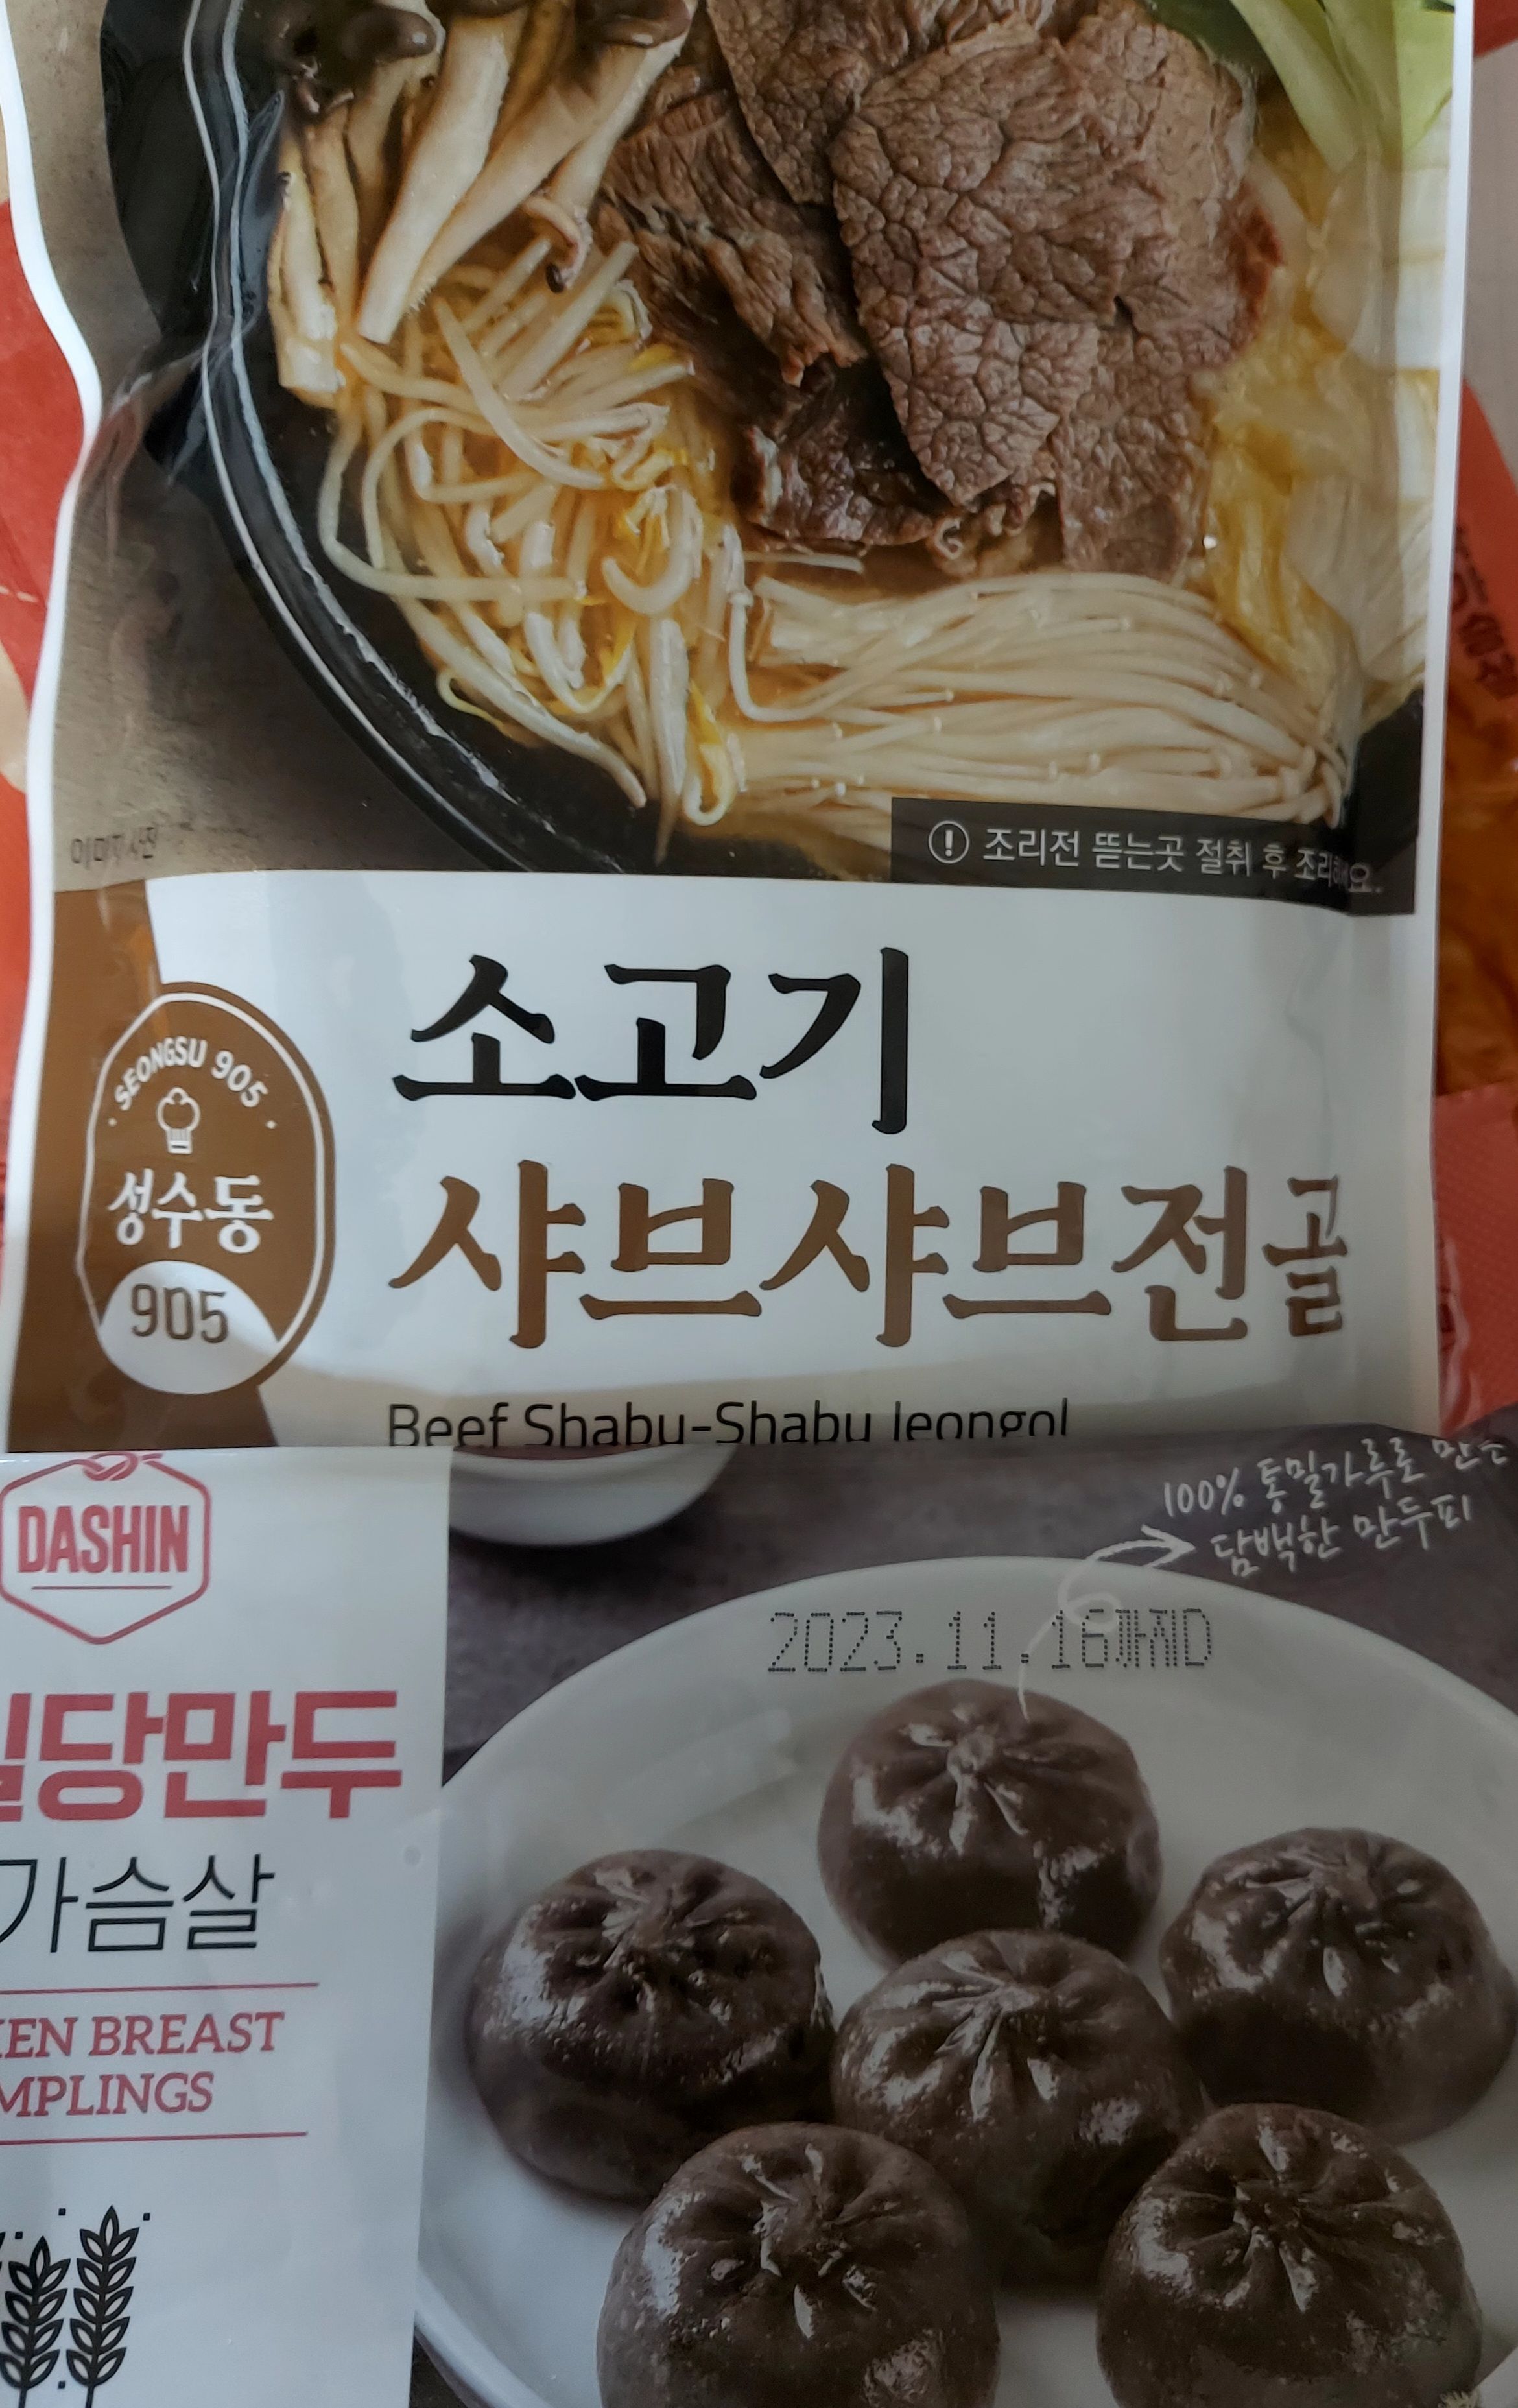 이미지 사진
조리전 뜯는곳 절취 후 조리하세요.
소고기
샤브샤브전골
SEONGSU 905
성수동
905
Beef Shabu-Shabu Jeongol
DASHIN
100% 통밀가루로 만든
담백한 만두피
2023.11.16까지D
당만두
가슴살
BREAST